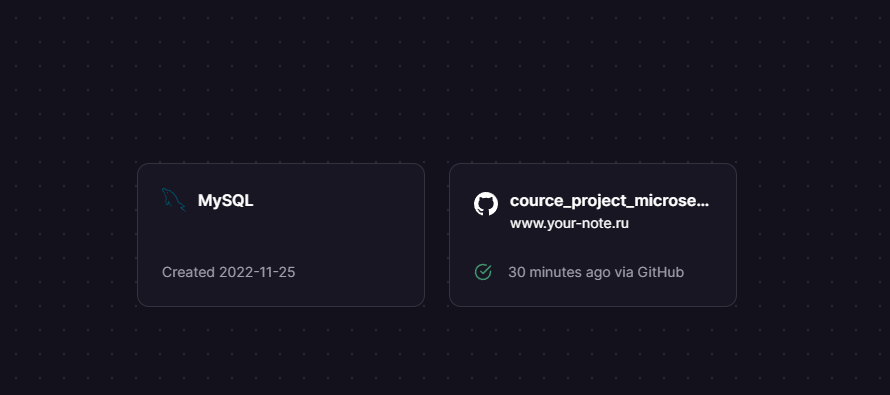 MySQL
Created 2022-11-25
cource_project_microse...
www.your-note.ru
30 minutes ago via GitHub